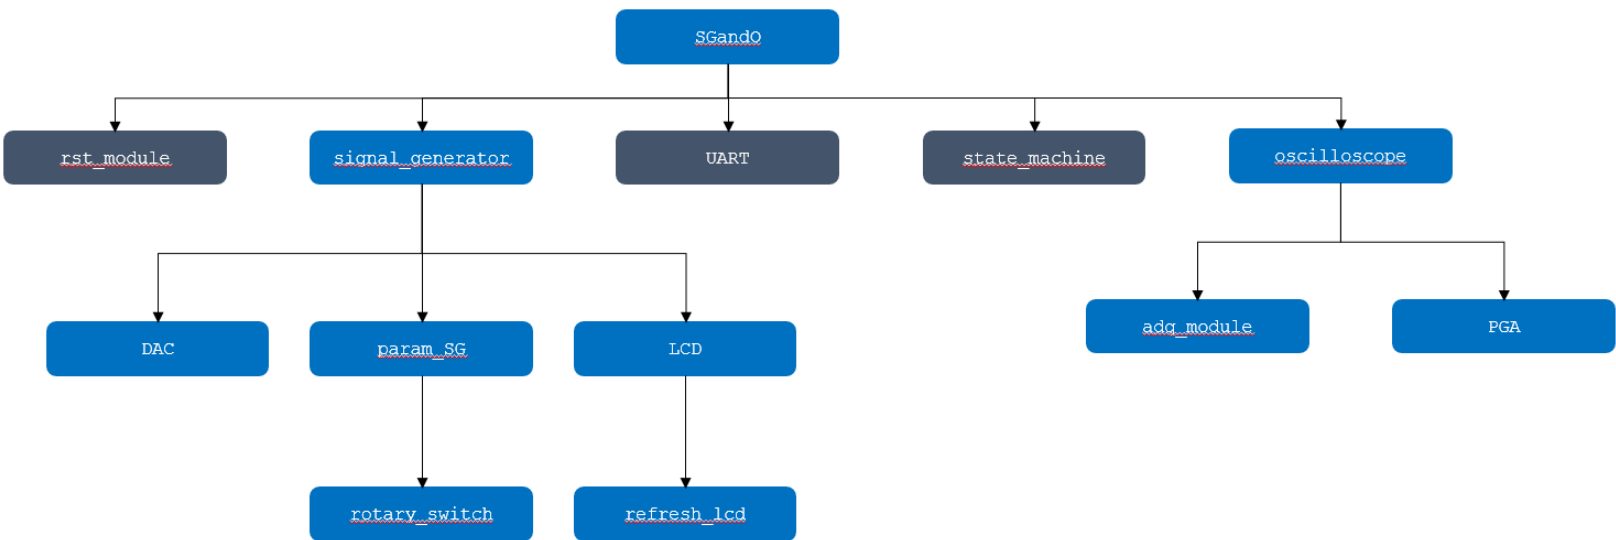 SGandO
rst_module
signal_generator
UART
state_machine
oscilloscope
DAC
param_SG
LCD
adq_module
PGA
rotary_switch
refresh_lcd